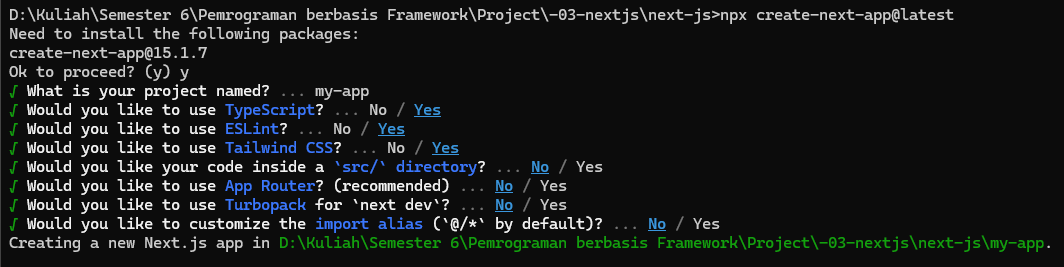 D:\Kuliah\Semester 6\Pemrograman berbasis Framework\Project\-03-nextjs\next-js>npx create-next-app@latest
Need to install the following packages:
create-next-app@15.1.7
Ok to proceed? (y) y
√ What is your project named? ... my-app
√ Would you like to use TypeScript? ... No / Yes
√ Would you like to use ESLint? ... No / Yes
√ Would you like to use Tailwind CSS? ... No / Yes
√ Would you like your code inside a `src/` directory? ... No / Yes
√ Would you like to use App Router? (recommended) ... No / Yes
√ Would you like to use Turbopack for `next dev`? ... No / Yes
√ Would you like to customize the import alias (`@/*` by default)? ... No / Yes
Creating a new Next.js app in D:\Kuliah\Semester 6\Pemrograman berbasis Framework\Project\-03-nextjs\next-js\my-app.